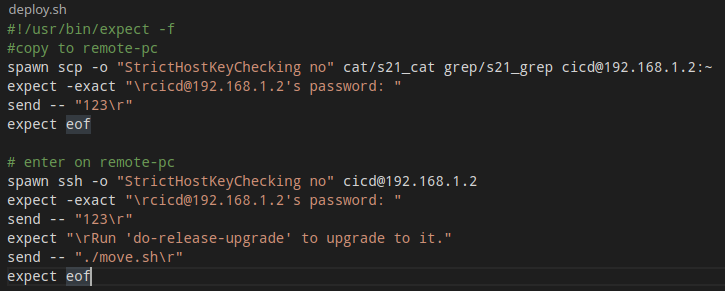 deploy.sh
#!/usr/bin/expect -f
#copy to remote-pc
spawn scp -o "StrictHostKeyChecking no" cat/s21_cat grep/s21_grep cicd@192.168.1.2:~
expect -exact "\rcicd@192.168.1.2's password: "
send -- "123\r"
expect eof

# enter on remote-pc
spawn ssh -o "StrictHostKeyChecking no" cicd@192.168.1.2
expect -exact "\rcicd@192.168.1.2's password: "
send -- "123\r"
expect "\rRun 'do-release-upgrade' to upgrade to it."
send -- "./move.sh\r"
expect eof